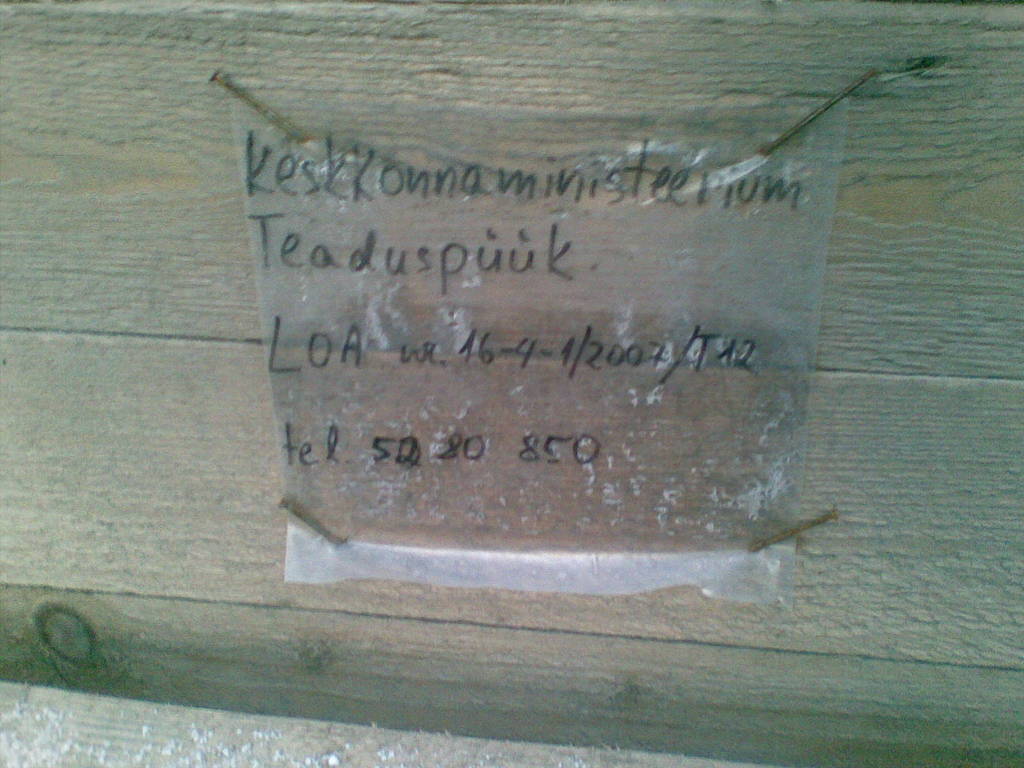 Keskkonnaministeerium
Teaduspüük.
LOA nr. 16-4-1/2007/T12
tel. 52 80 850